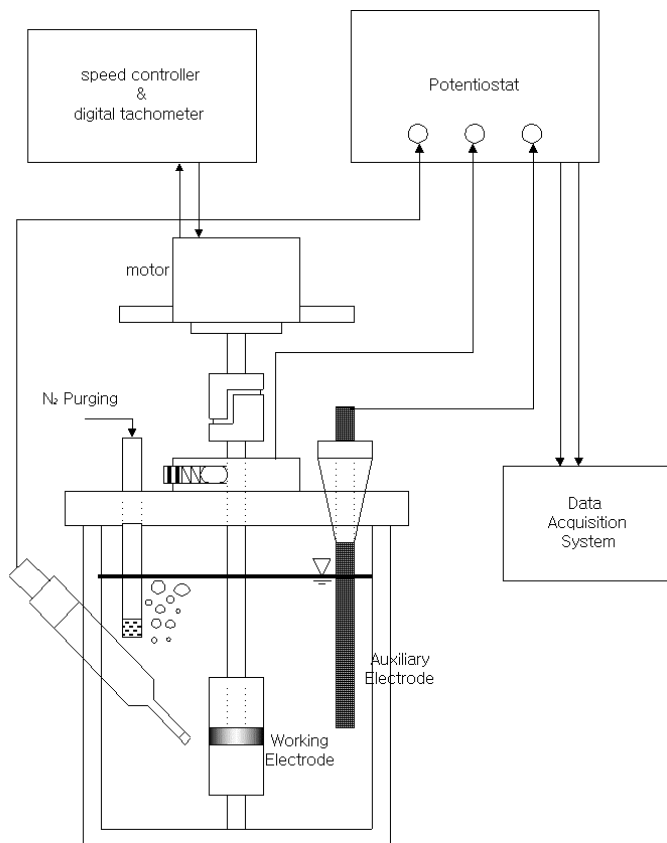 speed controller
&
digital tachometer
Potentiostat
motor
N₂ Purging
Data
Acquisition
System
Auxiliary
Electrode
Working
Electrode